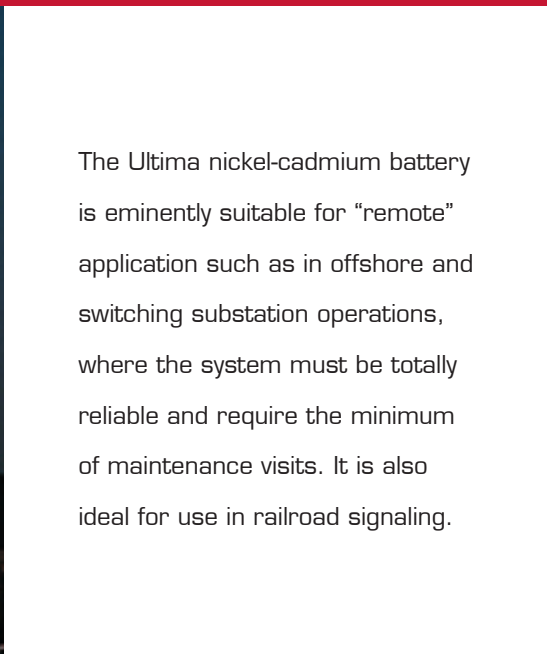 The Ultima nickel-cadmium battery
is eminently suitable for “remote”
application such as in offshore and
switching substation operations,
where the system must be totally
reliable and require the minimum
of maintenance visits. It is also
ideal for use in railroad signaling.